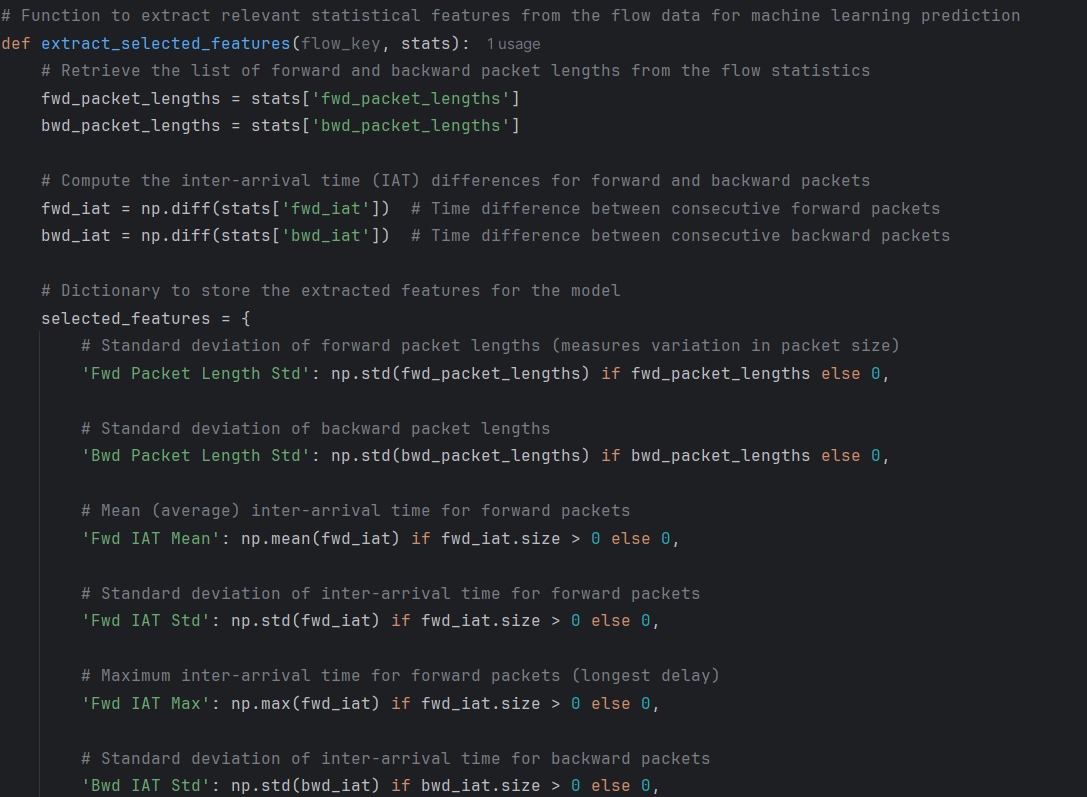 # Function to extract relevant statistical features from the flow data for machine learning prediction
def extract_selected_features(flow_key, stats):  1 usage
    # Retrieve the list of forward and backward packet lengths from the flow statistics
    fwd_packet_lengths = stats['fwd_packet_lengths']
    bwd_packet_lengths = stats['bwd_packet_lengths']

    # Compute the inter-arrival time (IAT) differences for forward and backward packets
    fwd_iat = np.diff(stats['fwd_iat'])  # Time difference between consecutive forward packets
    bwd_iat = np.diff(stats['bwd_iat'])  # Time difference between consecutive backward packets

    # Dictionary to store the extracted features for the model
    selected_features = {
        # Standard deviation of forward packet lengths (measures variation in packet size)
        'Fwd Packet Length Std': np.std(fwd_packet_lengths) if fwd_packet_lengths else 0,

        # Standard deviation of backward packet lengths
        'Bwd Packet Length Std': np.std(bwd_packet_lengths) if bwd_packet_lengths else 0,

        # Mean (average) inter-arrival time for forward packets
        'Fwd IAT Mean': np.mean(fwd_iat) if fwd_iat.size > 0 else 0,

        # Standard deviation of inter-arrival time for forward packets
        'Fwd IAT Std': np.std(fwd_iat) if fwd_iat.size > 0 else 0,

        # Maximum inter-arrival time for forward packets (longest delay)
        'Fwd IAT Max': np.max(fwd_iat) if fwd_iat.size > 0 else 0,

        # Standard deviation of inter-arrival time for backward packets
        'Bwd IAT Std': np.std(bwd_iat) if bwd_iat.size > 0 else 0,